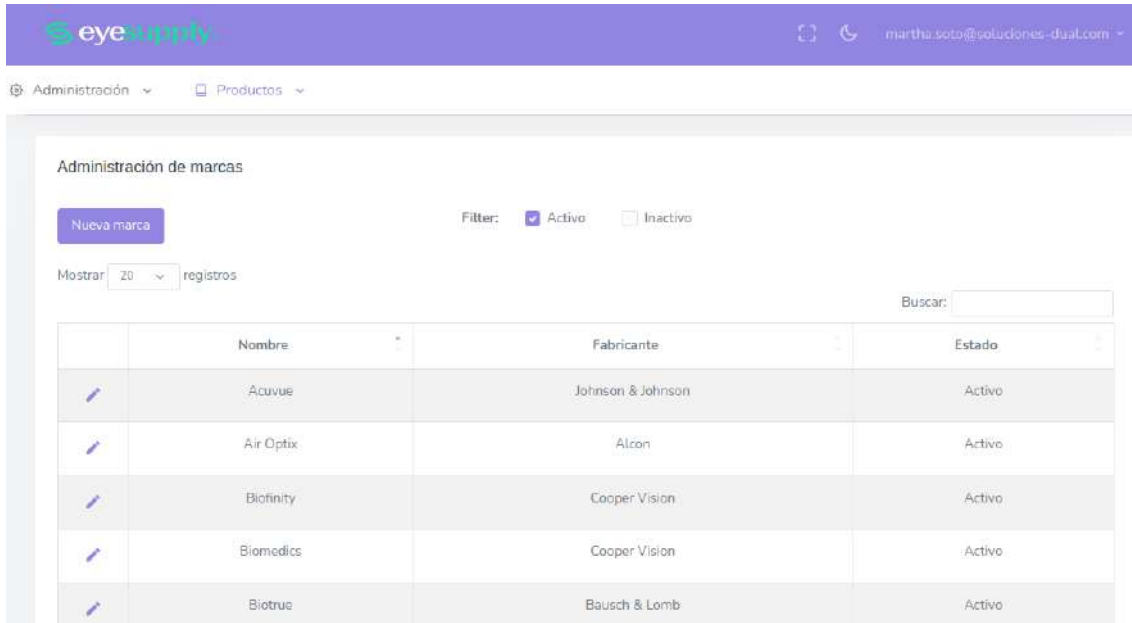 eyesupply.
martha.soto@soluciones-dual.com
Administración
Productos
Administración de marcas
Nueva marca
Filter:
Activo
Inactivo
Mostrar 20 registros
Buscar:
Nombre Fabricante Estado
Acuvue Johnson & Johnson Activo
Air Optix Alcon Activo
Biofinity Cooper Vision Activo
Biomedics Cooper Vision Activo
Biotrue Bausch & Lomb Activo